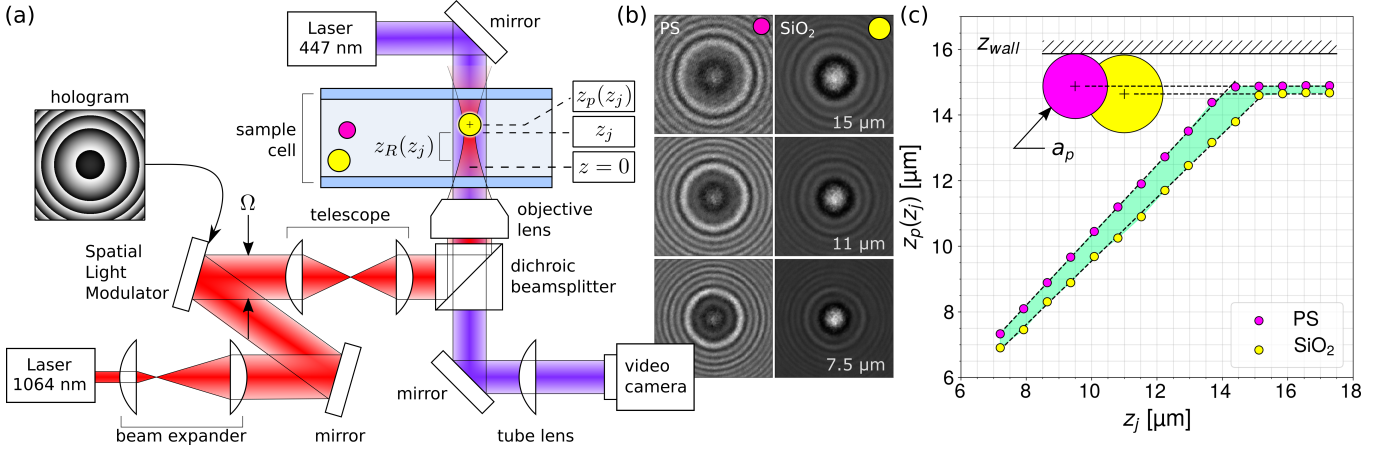 (a)
Laser
447 nm
mirror
hologram
sample
cell
z_p(z_j)
z_j
z_R(z_j)
z=0
Ω
telescope
objective
lens
Spatial
Light
Modulator
dichroic
beamsplitter
Laser
1064 nm
mirror
video
camera
beam expander
mirror
tube lens
(b)
PS
SiO₂
15 µm
11 µm
7.5 µm
(c)
z_wall
a_p
16
14
12
10
8
6
z_p(z_j) [µm]
PS
SiO₂
6
8
10
12
14
16
18
z_j [µm]